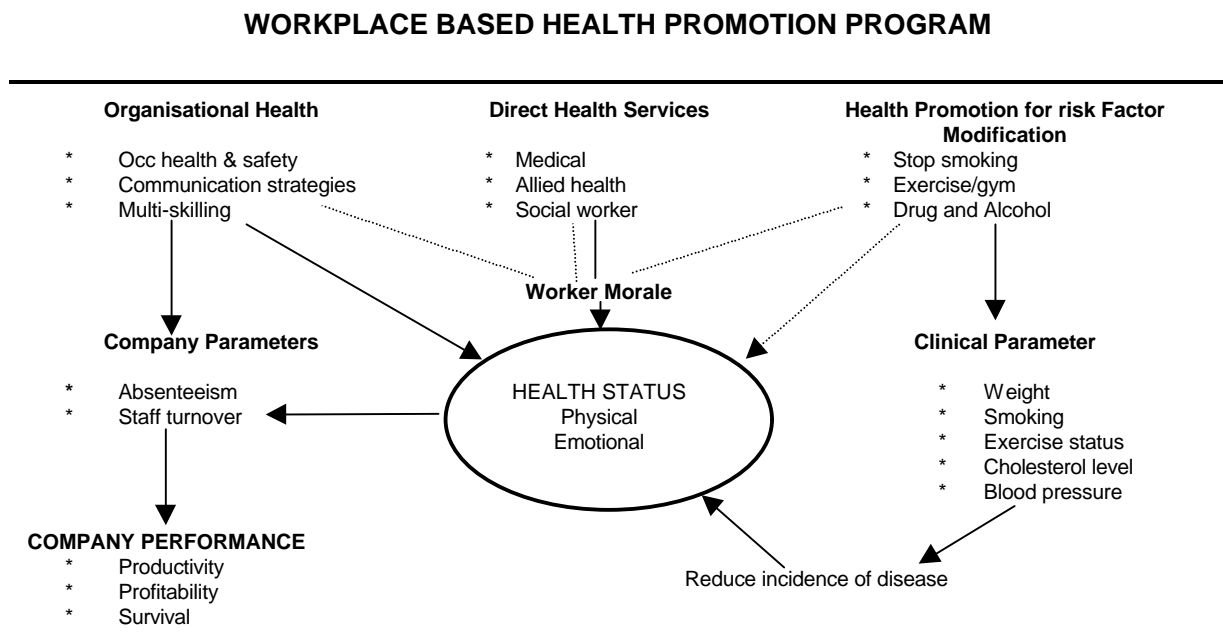 WORKPLACE BASED HEALTH PROMOTION PROGRAM
Organisational Health
* Occ health & safety
* Communication strategies
* Multi-skilling
Direct Health Services
* Medical
* Allied health
* Social worker
Health Promotion for risk Factor
Modification
* Stop smoking
* Exercise/gym
* Drug and Alcohol
Worker Morale
Company Parameters
* Absenteeism
* Staff turnover
HEALTH STATUS
Physical
Emotional
Clinical Parameter
* Weight
* Smoking
* Exercise status
* Cholesterol level
* Blood pressure
COMPANY PERFORMANCE
* Productivity
* Profitability
* Survival
Reduce incidence of disease